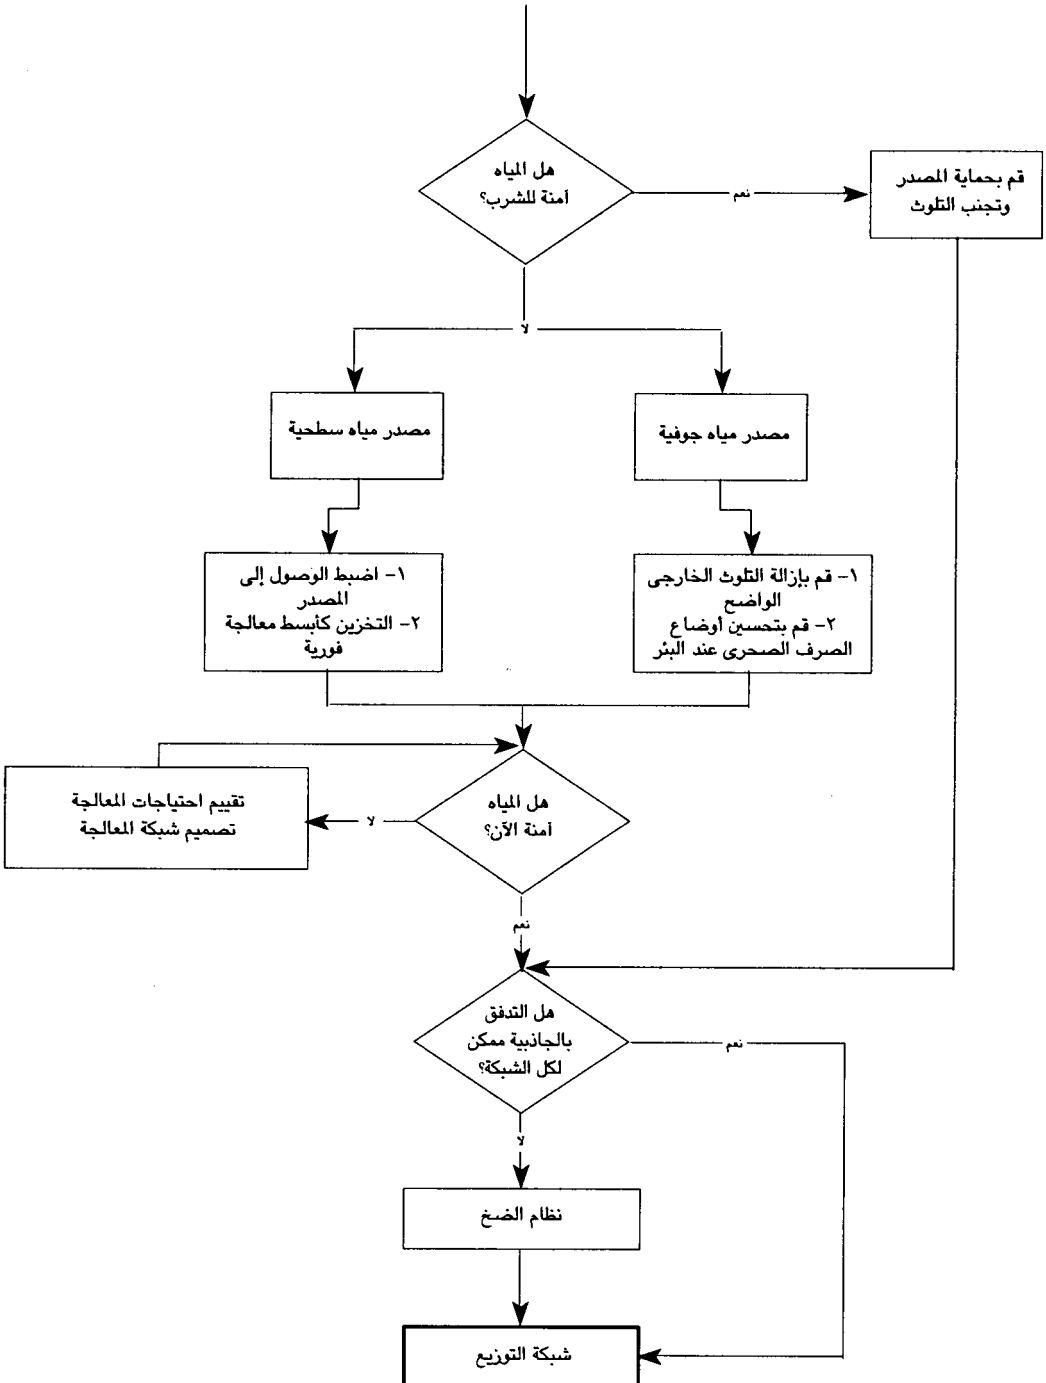 هل المياه
آمنة للشرب؟
نعم
قم بحماية المصدر
وتجنب التلوث
لا
مصدر مياه جوفية
مصدر مياه سطحية
١- قم بإزالة التلوث الخارجى
الواضح
٢- قم بتحسين أوضاع
الصرف الصحى عند البئر
١- اضبط الوصول إلى
المصدر
٢- التخزين كأبسط معالجة
فورية
هل المياه
آمنة الآن؟
لا
تقييم احتياجات المعالجة
تصميم شبكة المعالجة
نعم
هل التدفق
بالجاذبية ممكن
لكل الشبكة؟
نعم
لا
نظام الضخ
شبكة التوزيع